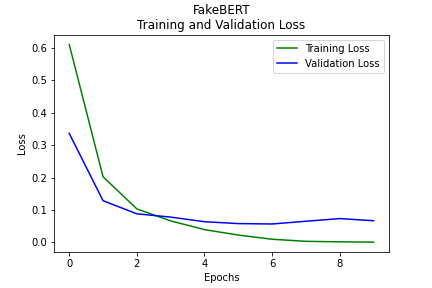 FakeBERT
Training and Validation Loss
Training Loss
Validation Loss
Loss
0.6
0.5
0.4
0.3
0.2
0.1
0.0
0 2 4 6 8
Epochs